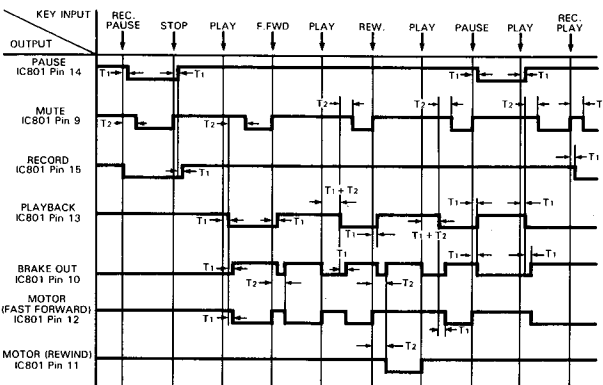 KEY INPUT
REC. PAUSE
STOP
PLAY
F.FWD
PLAY
REW.
PLAY
PAUSE
PLAY
REC. PLAY
OUTPUT
PAUSE
IC801 Pin 14
T1
T1
T1
T1
MUTE
IC801 Pin 9
T2
T2
T2
T2
T2
T
RECORD
IC801 Pin 15
T1
T1
PLAYBACK
IC801 Pin 13
T1
T1
T1 + T2
T1
T1 + T2
T1
T1
BRAKE OUT
IC801 Pin 10
T1
T2
T1
T2
T1
T1
MOTOR
(FAST FORWARD)
IC801 Pin 12
T1
T1
MOTOR (REWIND)
IC801 Pin 11
T2